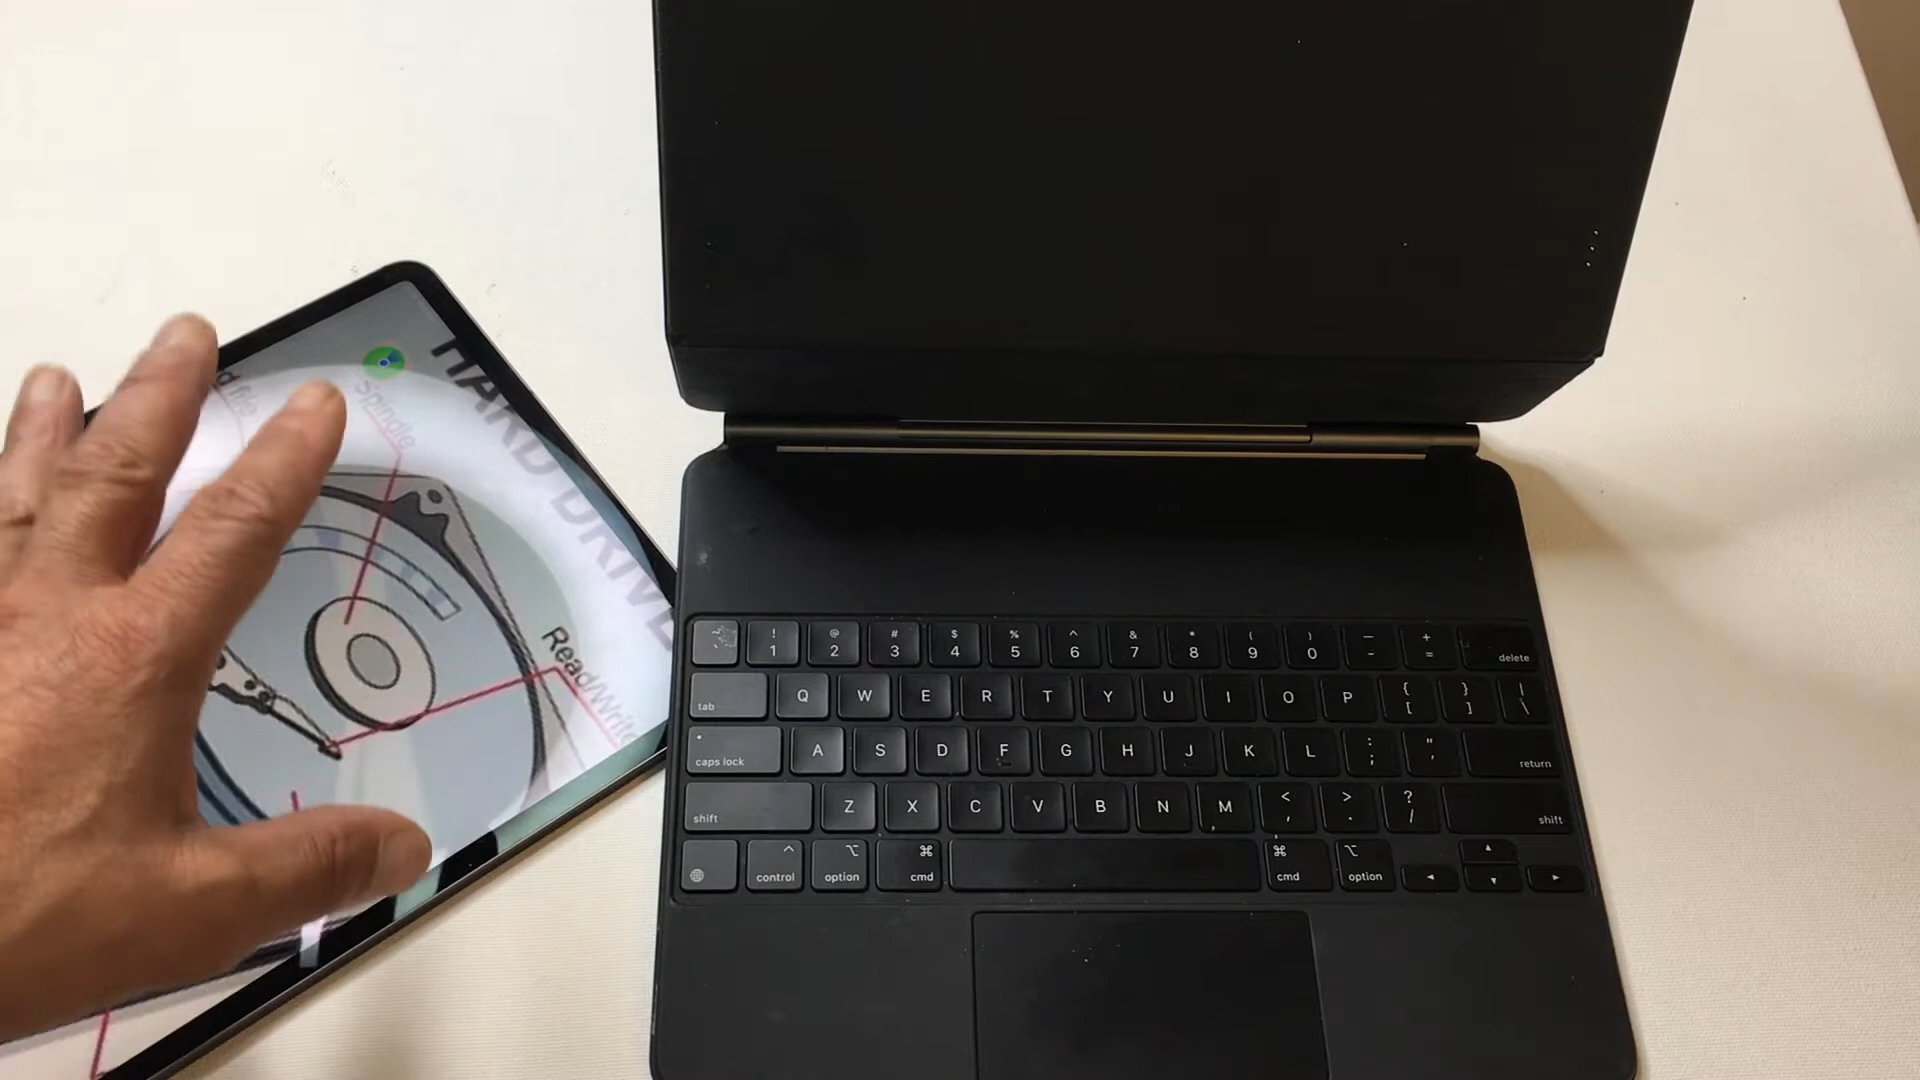 HARD DRIVE
Spindle
d file
Read/Write
~ ! @ # $ % ^ & * ( ) — +
` 1 2 3 4 5 6 7 8 9 0 - = delete
tab Q W E R T Y U I O P { [ } ] | \
caps lock A S D F G H J K L : ; " ' return
shift Z X C V B N M < , > . ? / shift
control option cmd cmd option